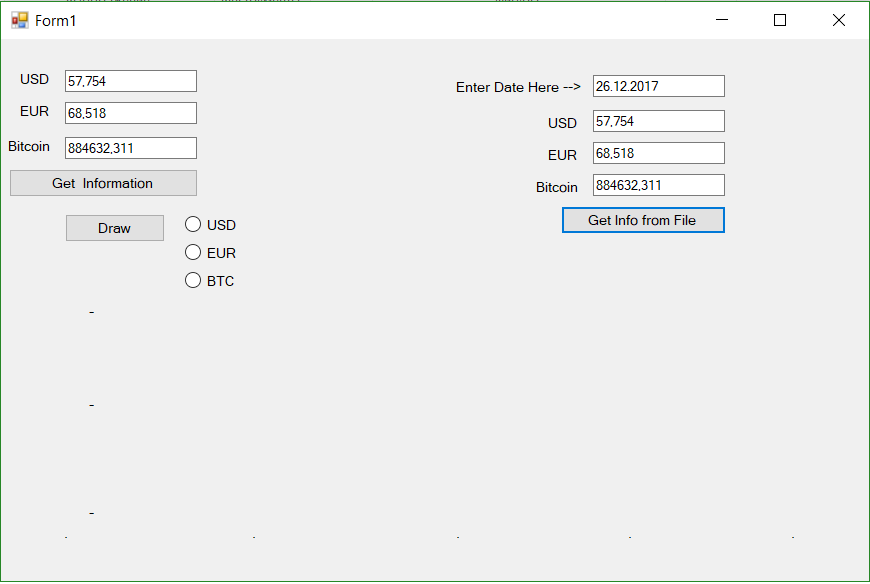 Form1
USD 57,754
EUR 68,518
Bitcoin 884632,311
Get Information
Draw
USD
EUR
BTC
Enter Date Here --> 26.12.2017
USD 57,754
EUR 68,518
Bitcoin 884632,311
Get Info from File
-
-
-
. . . . .